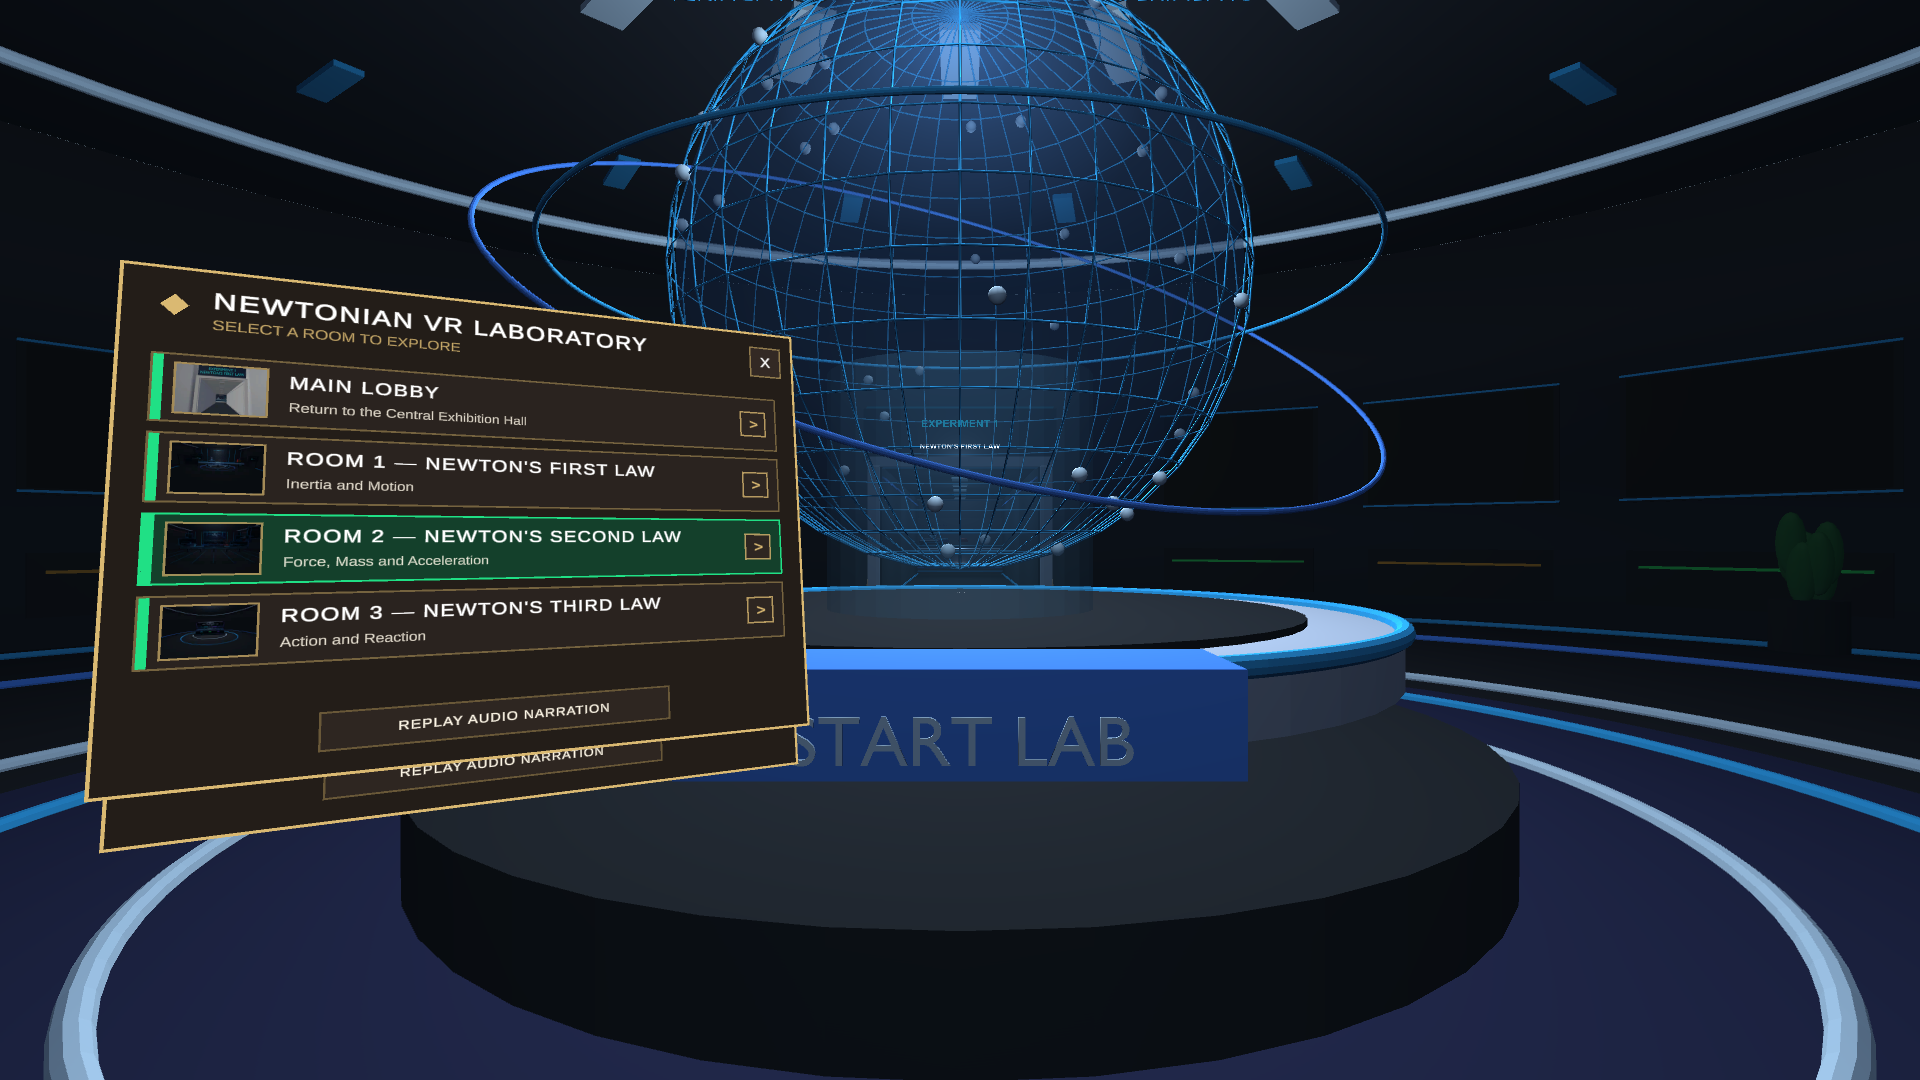 NEWTONIAN VR LABORATORY
SELECT A ROOM TO EXPLORE
X
MAIN LOBBY
Return to the Central Exhibition Hall
>
ROOM 1 — NEWTON'S FIRST LAW
Inertia and Motion
>
ROOM 2 — NEWTON'S SECOND LAW
Force, Mass and Acceleration
>
ROOM 3 — NEWTON'S THIRD LAW
Action and Reaction
>
REPLAY AUDIO NARRATION
REPLAY AUDIO NARRATION
EXPERIMENT 1
NEWTON'S FIRST LAW
START LAB